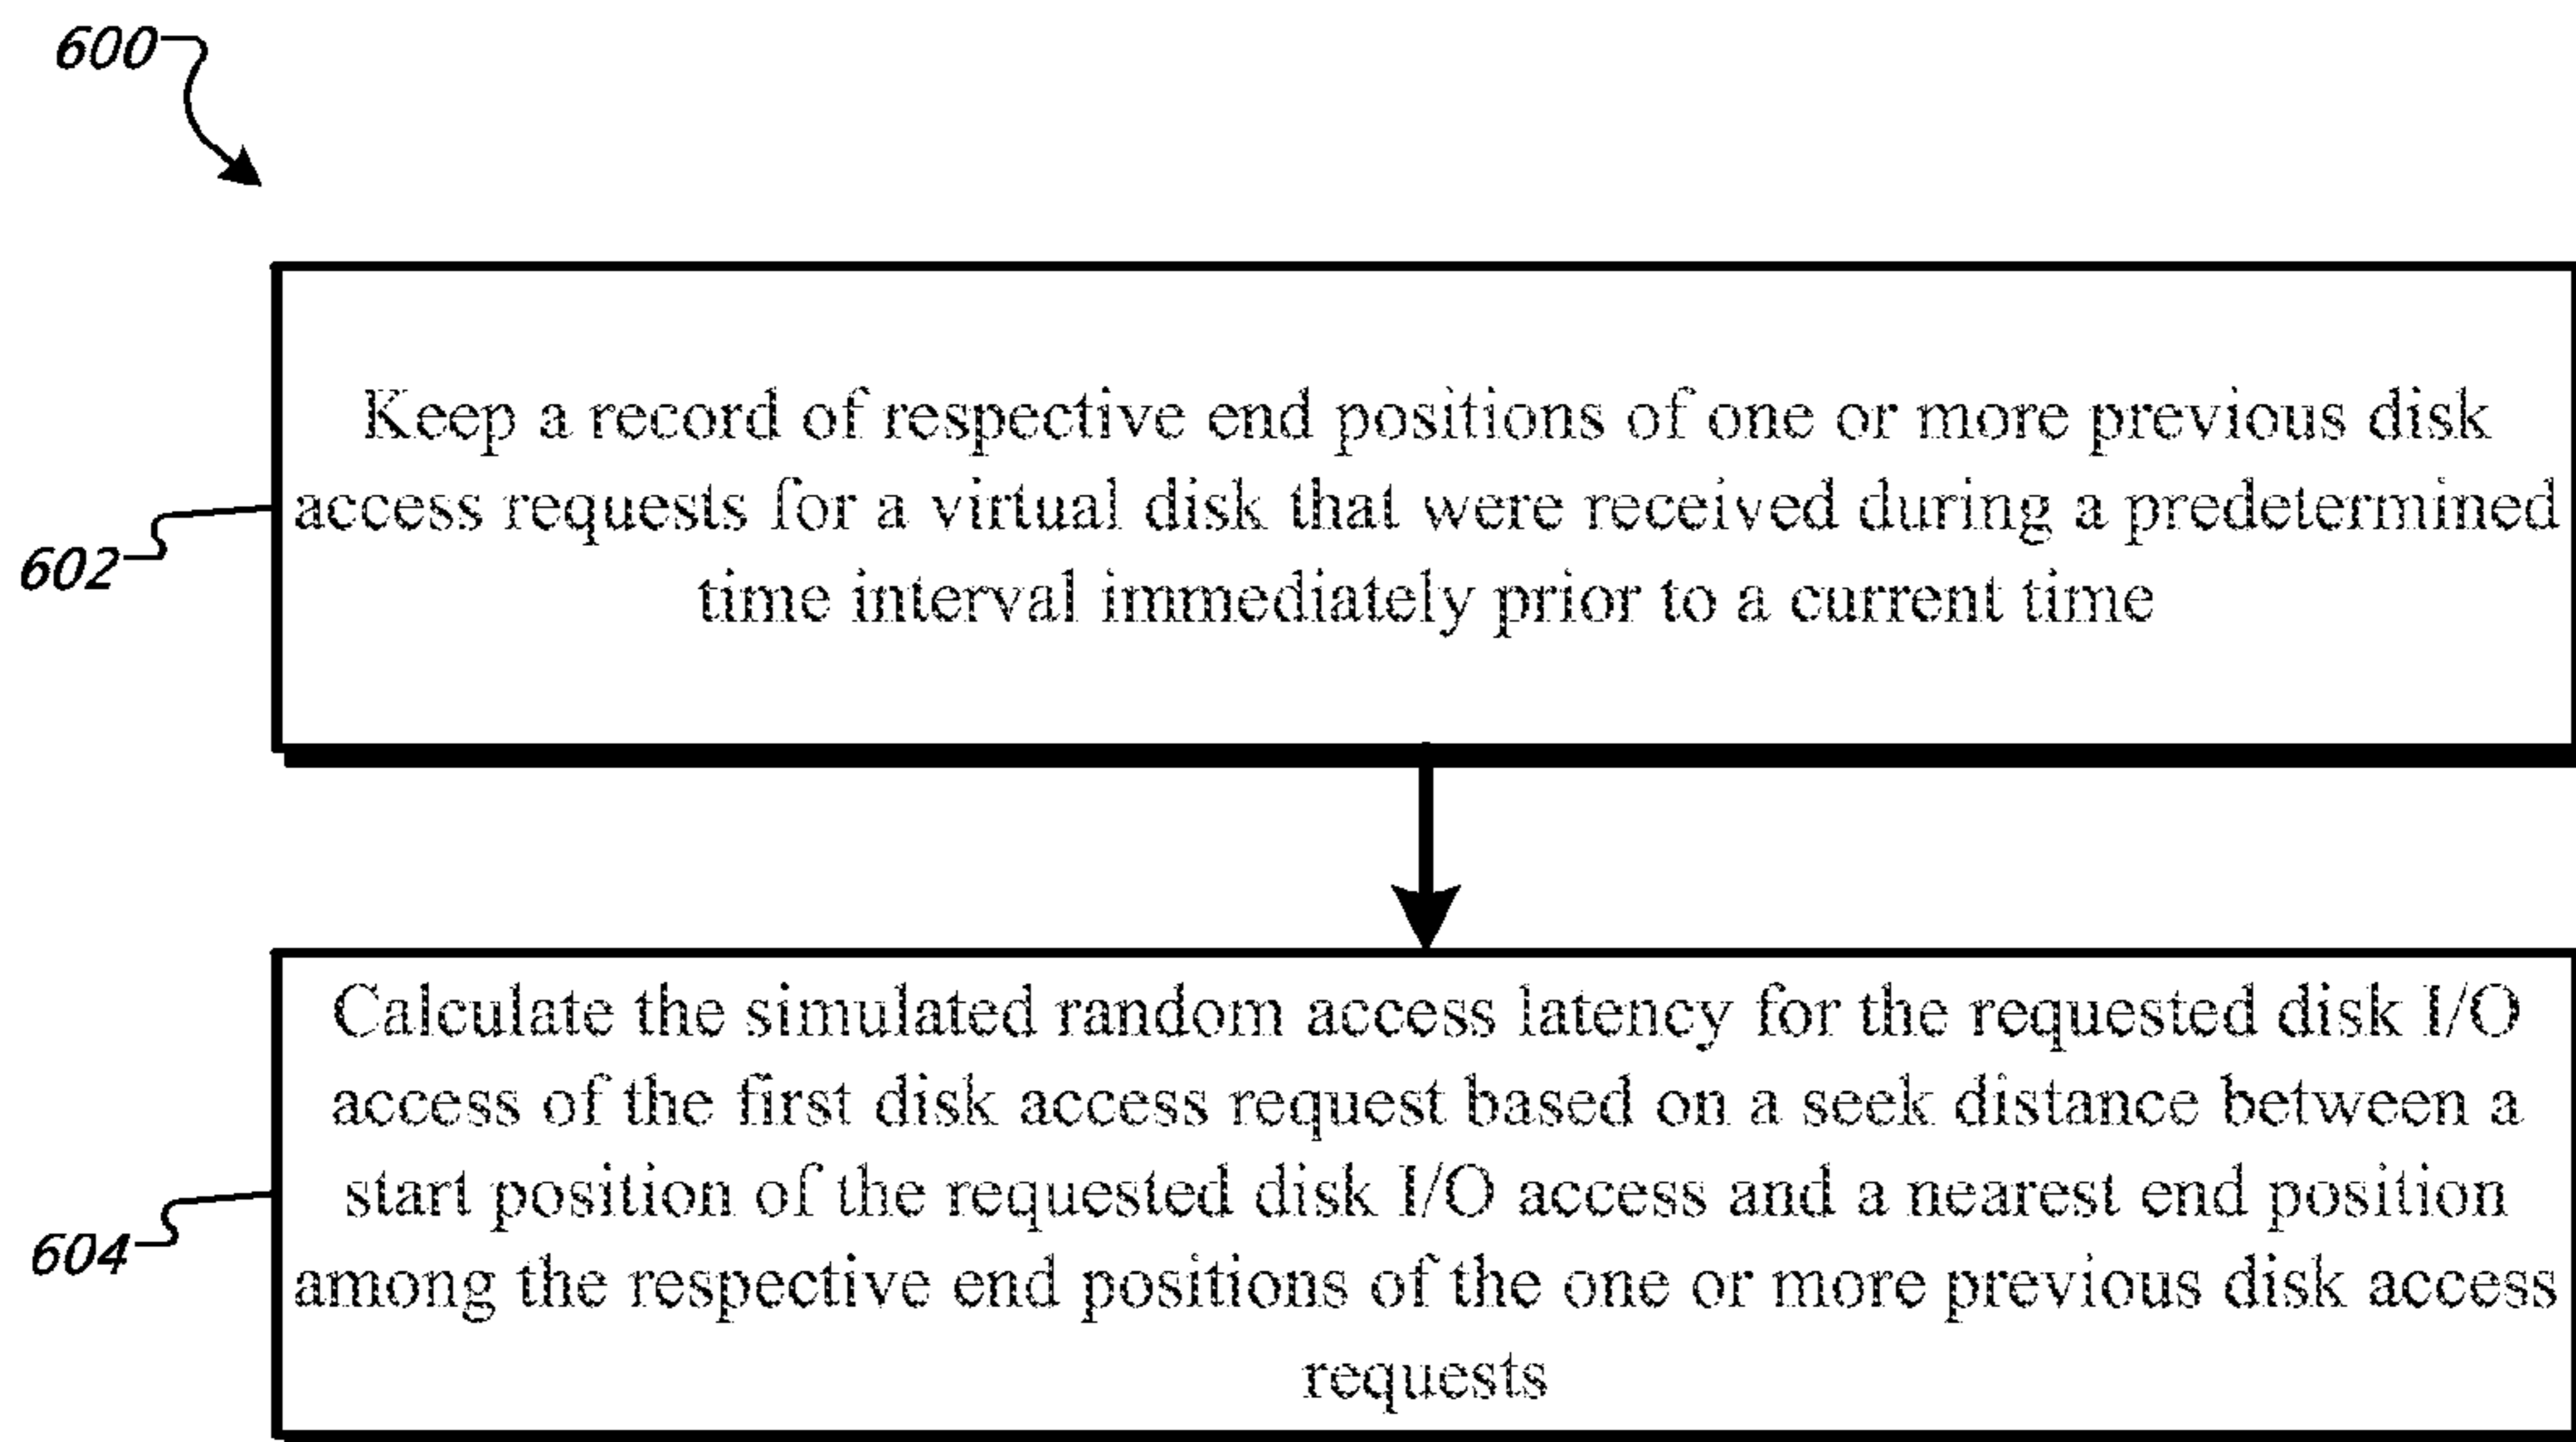 600
Keep a record of respective end positions of one or more previous disk
access requests for a virtual disk that were received during a predetermined
time interval immediately prior to a current time
602
Calculate the simulated random access latency for the requested disk I/O
access of the first disk access request based on a seek distance between a
start position of the requested disk I/O access and a nearest end position
among the respective end positions of the one or more previous disk access
requests
604